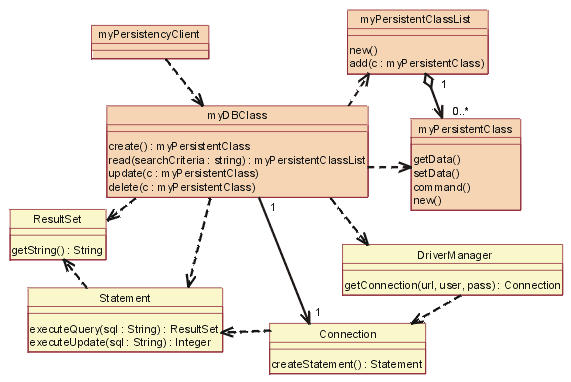 myPersistencyClient
myPersistentClassList
new()
add(c : myPersistentClass)
1
0..*
myDBClass
create() : myPersistentClass
read(searchCriteria : string) : myPersistentClassList
update(c : myPersistentClass)
delete(c : myPersistentClass)
myPersistentClass
getData()
setData()
command()
new()
1
ResultSet
getString() : String
DriverManager
getConnection(url, user, pass) : Connection
Statement
executeQuery(sql : String) : ResultSet
executeUpdate(sql : String) : Integer
1
Connection
createStatement() : Statement